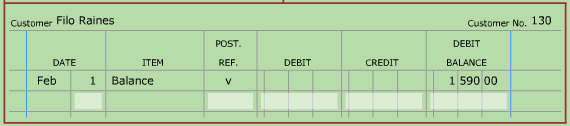 Customer Filo Raines Customer No. 130
POST. DEBIT
DATE ITEM REF. DEBIT CREDIT BALANCE
Feb 1 Balance v 1 590 00